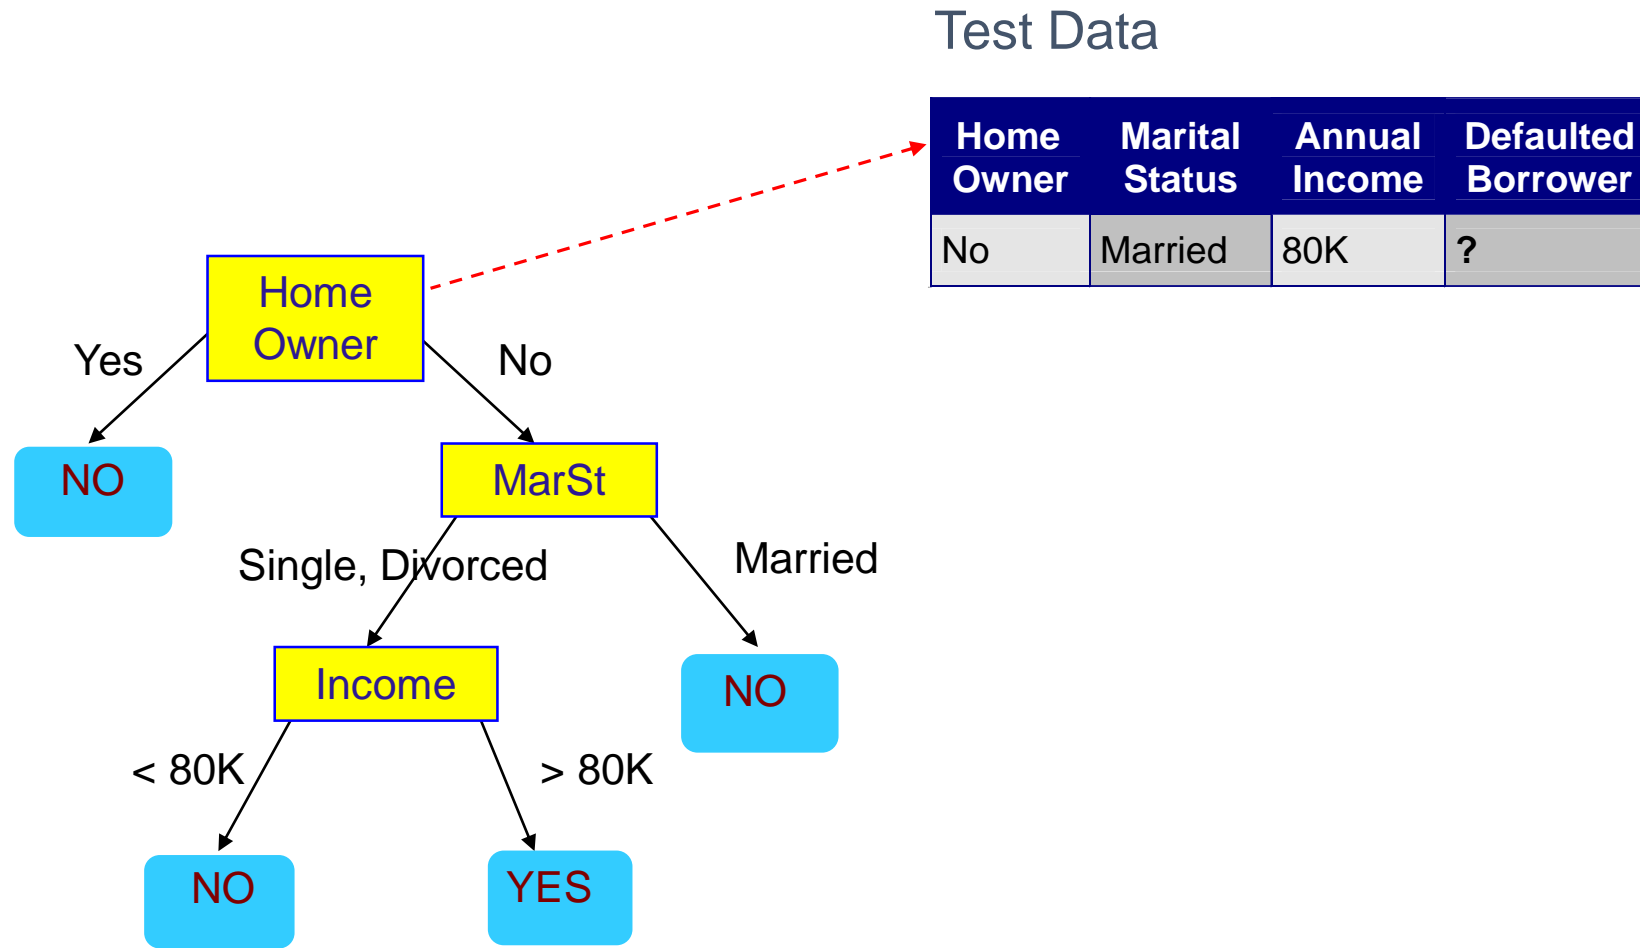 Test Data
Home Owner Marital Status Annual Income Defaulted Borrower
No Married 80K ?
Home
Owner
Yes No
NO
MarSt
Single, Divorced Married
Income
NO
< 80K > 80K
NO YES